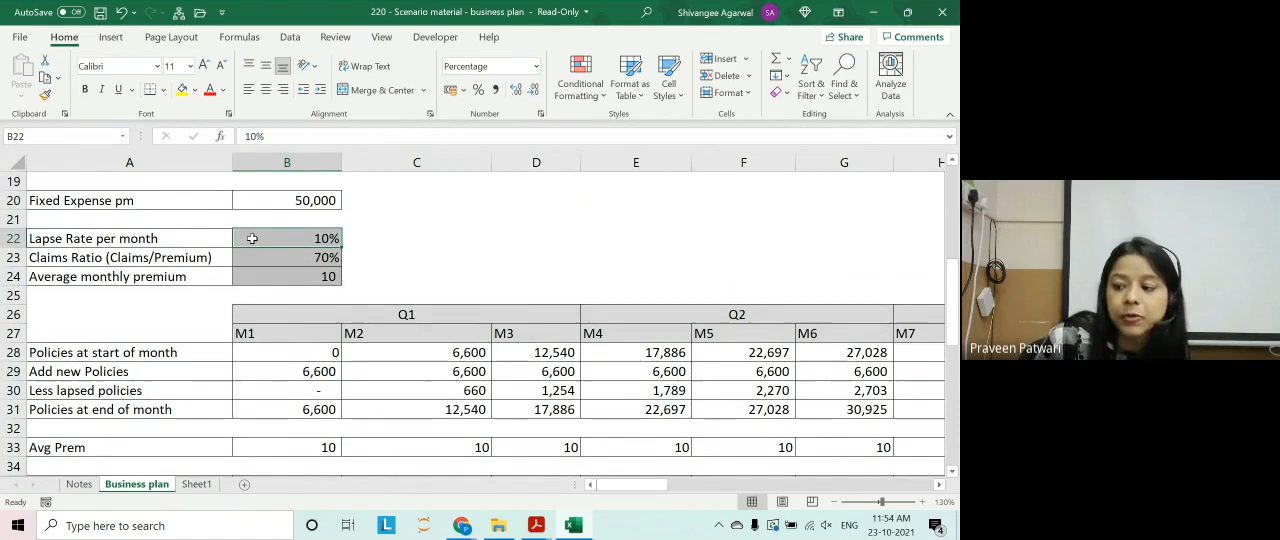 AutoSave Off 220 - Scenario material - business plan - Read-Only Shivangee Agarwal SA
File Home Insert Page Layout Formulas Data Review View Developer Help Share Comments
Paste Calibri 11 A A Wrap Text Percentage Conditional Formatting Format as Table Cell Styles Insert Sort & Filter Find & Select Analyze Data
B I U A Merge & Center % Delete
Format
Clipboard Font Alignment Number Styles Cells Editing Analysis
B22 fx 10%
A B C D E F G H
19
20 Fixed Expense pm 50,000
21
22 Lapse Rate per month 10%
23 Claims Ratio (Claims/Premium) 70%
24 Average monthly premium 10
25
26 Q1 Q2
27 M1 M2 M3 M4 M5 M6 M7
28 Policies at start of month 0 6,600 12,540 17,886 22,697 27,028
29 Add new Policies 6,600 6,600 6,600 6,600 6,600 6,600
30 Less lapsed policies - 660 1,254 1,789 2,270 2,703
31 Policies at end of month 6,600 12,540 17,886 22,697 27,028 30,925
32
33 Avg Prem 10 10 10 10 10 10
34
Notes Business plan Sheet1
Ready 130%
Type here to search ENG 11:54 AM 23-10-2021 4
Praveen Patwari